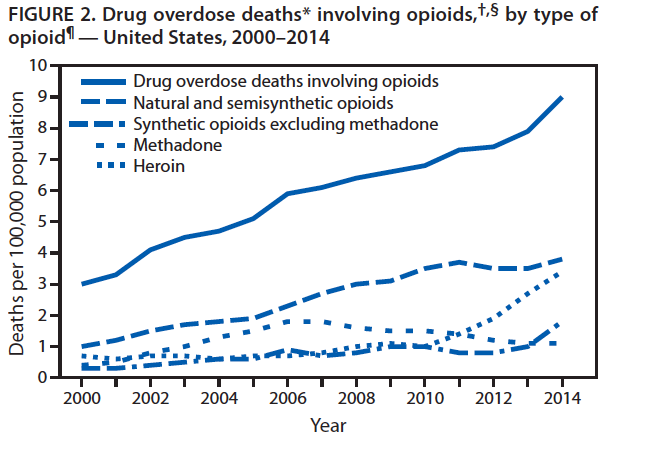 FIGURE 2. Drug overdose deaths* involving opioids,†,§ by type of
opioid¶ — United States, 2000–2014
10
Drug overdose deaths involving opioids
9
Natural and semisynthetic opioids
8
Synthetic opioids excluding methadone
Methadone
7
Heroin
6
5
4
3
2
1
0
Deaths per 100,000 population
2000 2002 2004 2006 2008 2010 2012 2014
Year